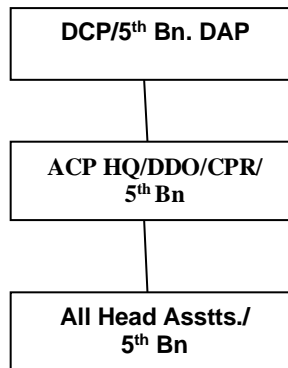 DCP/5th Bn. DAP
ACP HQ/DDO/CPR/
5th Bn
All Head Asstts./
5th Bn